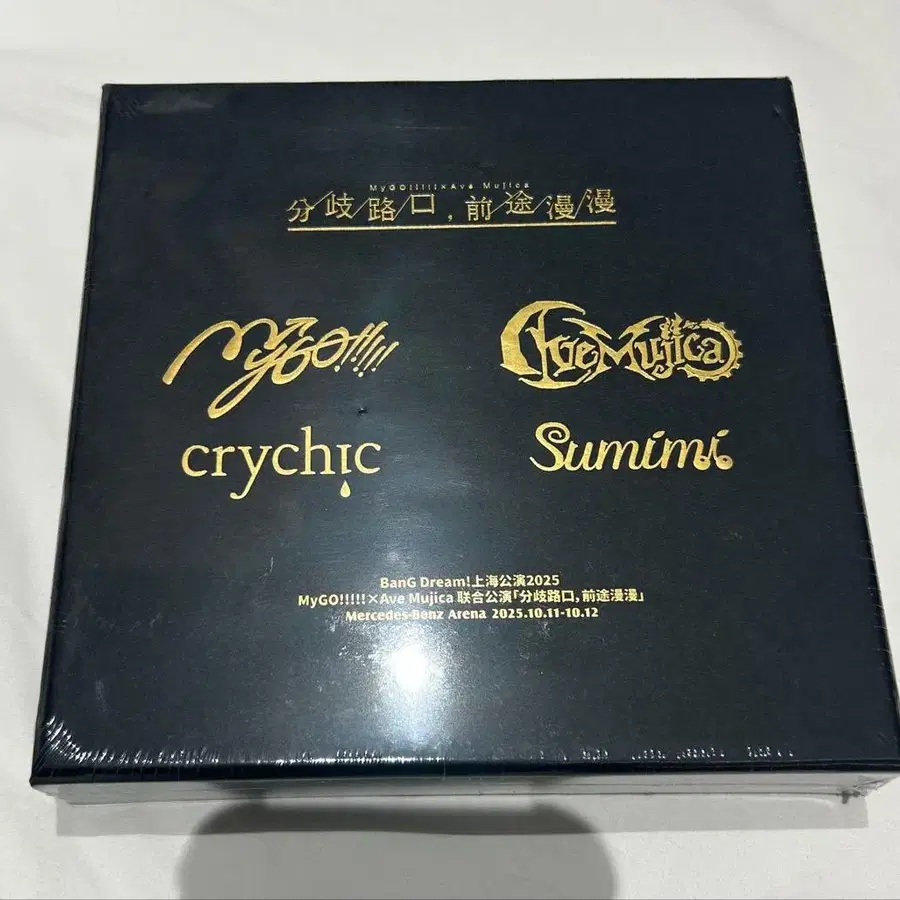 MyGO!!!!!×Ave Mujica
分歧路口,前途漫漫
MyGO!!!!!
Ave Mujica
crychic
Sumimi
BanG Dream!上海公演2025
MyGO!!!!!×Ave Mujica 联合公演「分歧路口,前途漫漫」
Mercedes-Benz Arena 2025.10.11-10.12